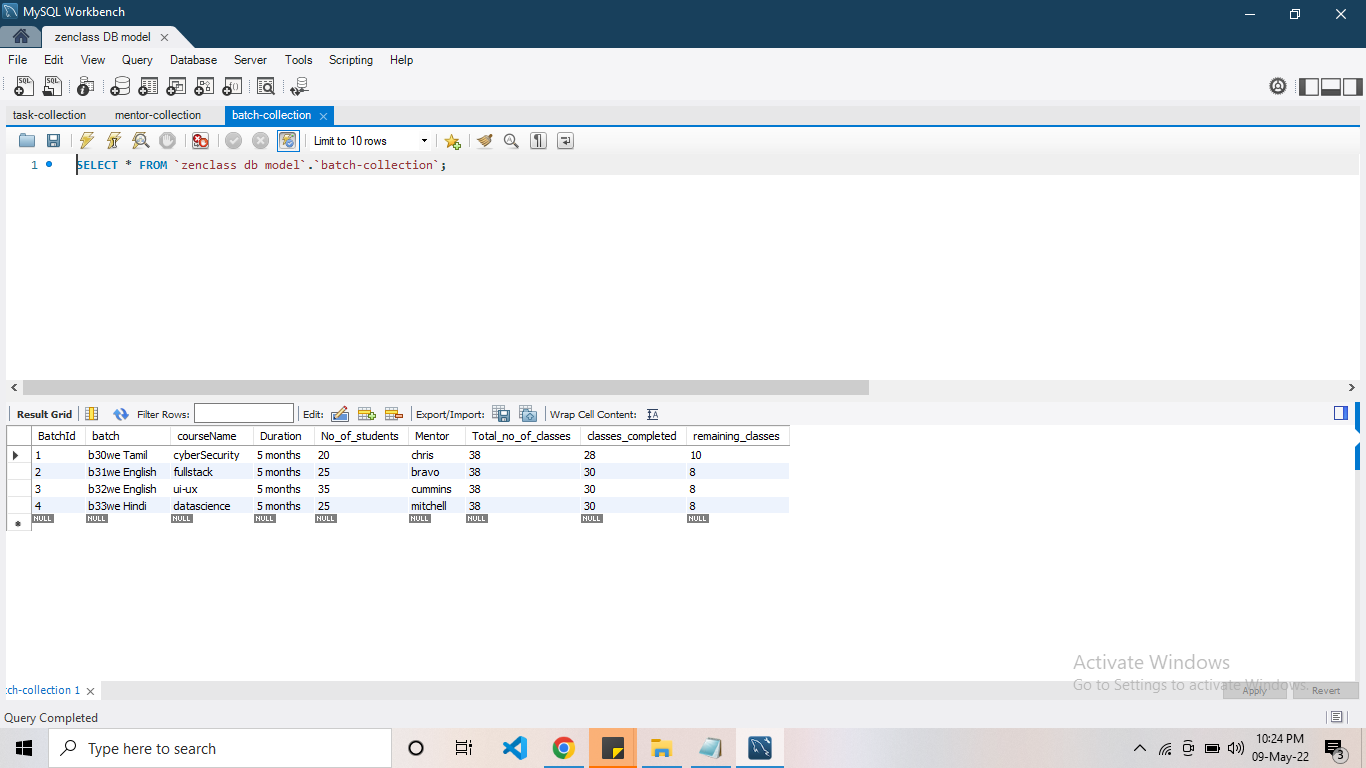 MySQL Workbench
zenclass DB model
File Edit View Query Database Server Tools Scripting Help
task-collection mentor-collection batch-collection
Limit to 10 rows
1 SELECT * FROM `zenclass db model`.`batch-collection`;
Result Grid Filter Rows: Edit: Export/Import: Wrap Cell Content: IA
BatchId batch courseName Duration No_of_students Mentor Total_no_of_classes classes_completed remaining_classes
1 b30we Tamil cyberSecurity 5 months 20 chris 38 28 10
2 b31we English fullstack 5 months 25 bravo 38 30 8
3 b32we English ui-ux 5 months 35 cummins 38 30 8
4 b33we Hindi datascience 5 months 25 mitchell 38 30 8
NULL NULL NULL NULL NULL NULL NULL NULL NULL
Activate Windows
Go to Settings to activate Windows.
tch-collection 1 Apply Revert
Query Completed
Type here to search
10:24 PM
09-May-22
3